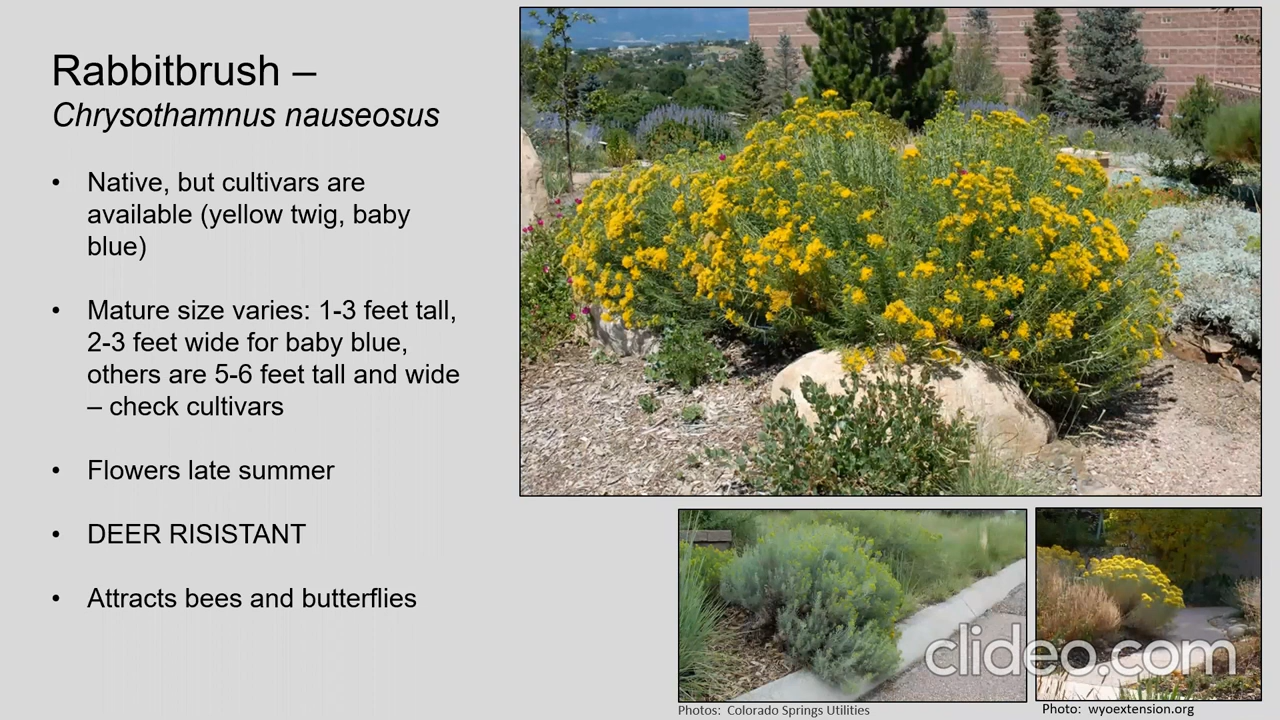 Rabbitbrush –
Chrysothamnus nauseosus
• Native, but cultivars are
available (yellow twig, baby
blue)
• Mature size varies: 1-3 feet tall,
2-3 feet wide for baby blue,
others are 5-6 feet tall and wide
– check cultivars
• Flowers late summer
• DEER RISISTANT
• Attracts bees and butterflies
clideo.com
Photos: Colorado Springs Utilities
Photo: wyoextension.org